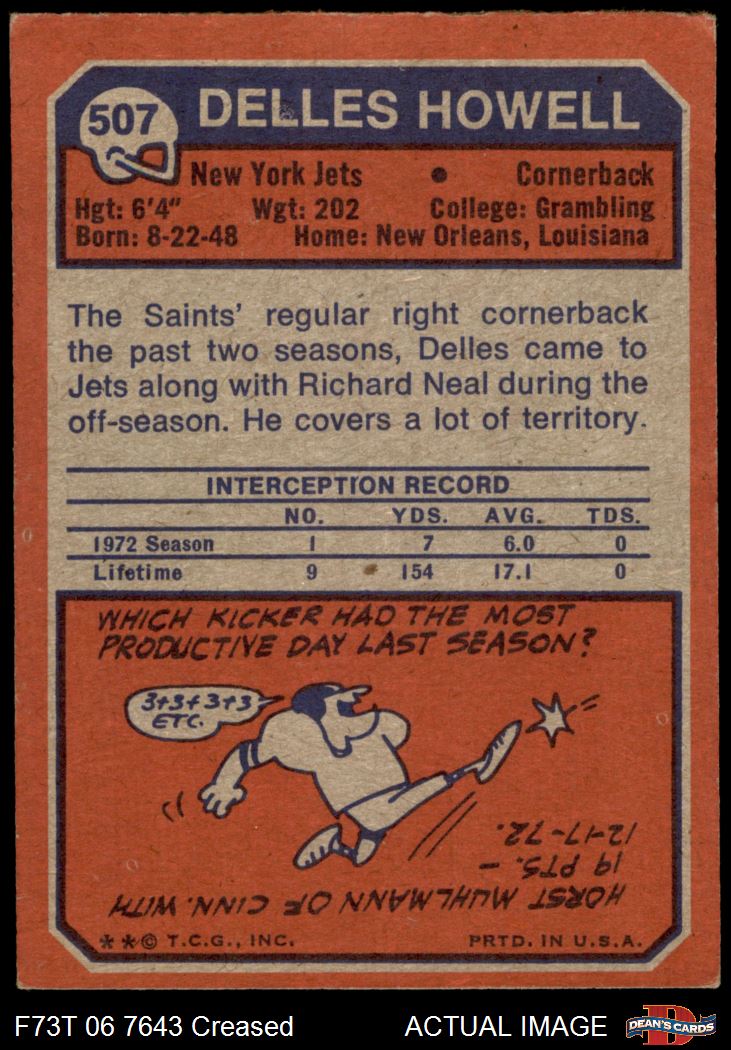 507
DELLES HOWELL
New York Jets • Cornerback
Hgt: 6'4" Wgt: 202 College: Grambling
Born: 8-22-48 Home: New Orleans, Louisiana
The Saints' regular right cornerback
the past two seasons, Delles came to
Jets along with Richard Neal during the
off-season. He covers a lot of territory.
INTERCEPTION RECORD
NO. YDS. AVG. TDS.
1972 Season 1 7 6.0 0
Lifetime 9 154 17.1 0
WHICH KICKER HAD THE MOST
PRODUCTIVE DAY LAST SEASON?
3+3+3+3
ETC.
HORST MUHLMANN OF CINN. WITH
19 PTS. –
12-17-72.
**© T.C.G., INC. PRTD. IN U.S.A.
F73T 06 7643 Creased ACTUAL IMAGE
D
DEAN'S CARDS